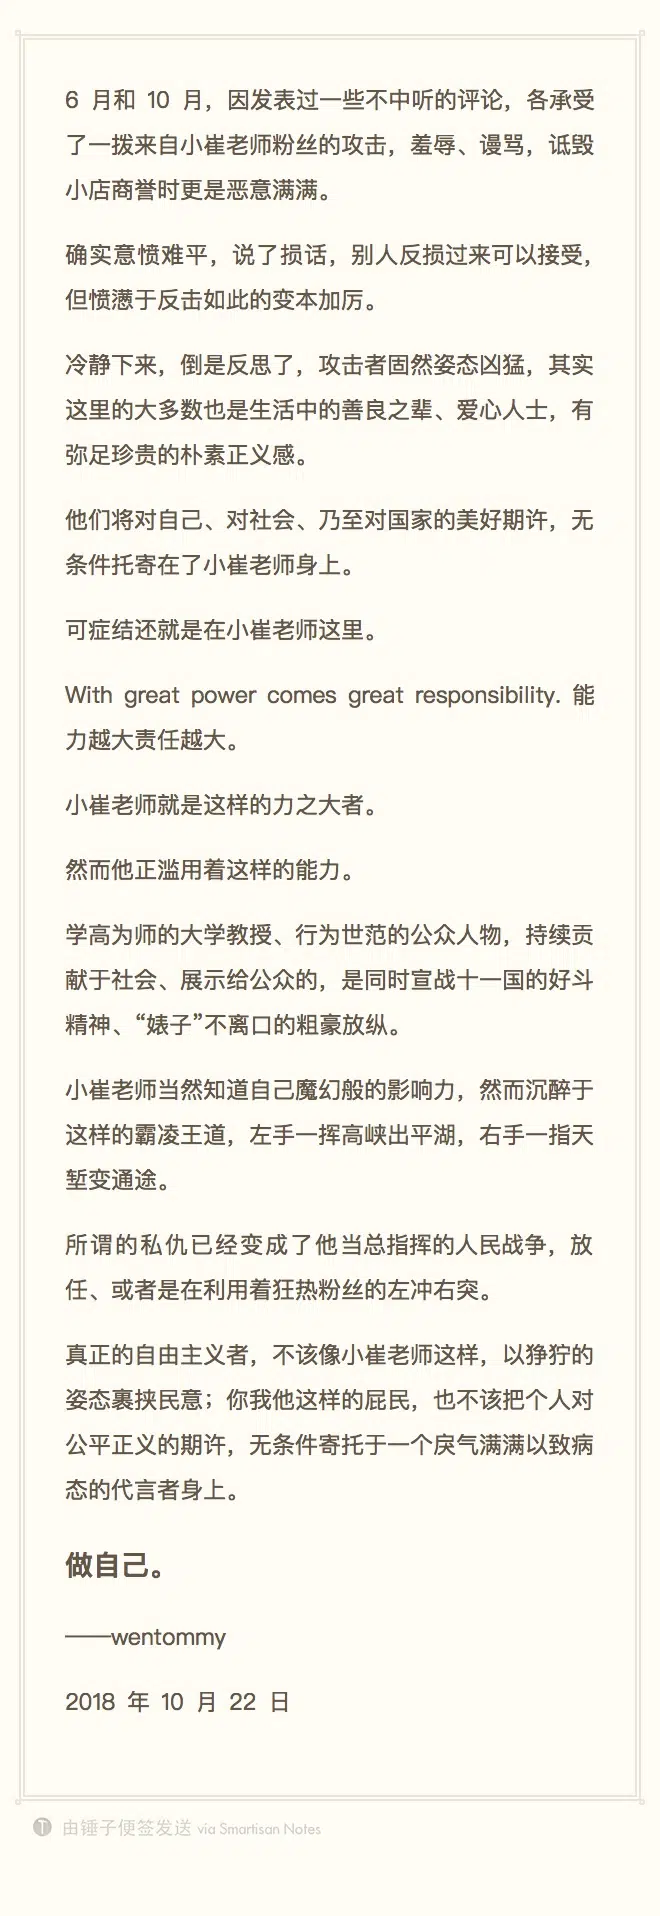 6 月和 10 月，因发表过一些不中听的评论，各承受
了一拨来自小崔老师粉丝的攻击，羞辱、谩骂，诋毁
小店商誉时更是恶意满满。
确实意愤难平，说了损话，别人反损过来可以接受，
但愤懑于反击如此的变本加厉。
冷静下来，倒是反思了，攻击者固然姿态凶猛，其实
这里的大多数也是生活中的善良之辈、爱心人士，有
弥足珍贵的朴素正义感。
他们将对自己、对社会、乃至对国家的美好期许，无
条件托寄在了小崔老师身上。
可症结还就是在小崔老师这里。
With great power comes great responsibility. 能
力越大责任越大。
小崔老师就是这样的力之大者。
然而他正滥用着这样的能力。
学高为师的大学教授、行为世范的公众人物，持续贡
献于社会、展示给公众的，是同时宣战十一国的好斗
精神、“婊子”不离口的粗豪放纵。
小崔老师当然知道自己魔幻般的影响力，然而沉醉于
这样的霸凌王道，左手一挥高峡出平湖，右手一指天
堑变通途。
所谓的私仇已经变成了他当总指挥的人民战争，放
任、或者是在利用着狂热粉丝的左冲右突。
真正的自由主义者，不该像小崔老师这样，以狰狞的
姿态裹挟民意；你我他这样的屁民，也不该把个人对
公平正义的期许，无条件寄托于一个戾气满满以致病
态的代言者身上。
做自己。
——wentommy
2018 年 10 月 22 日
T 由锤子便签发送 via Smartisan Notes